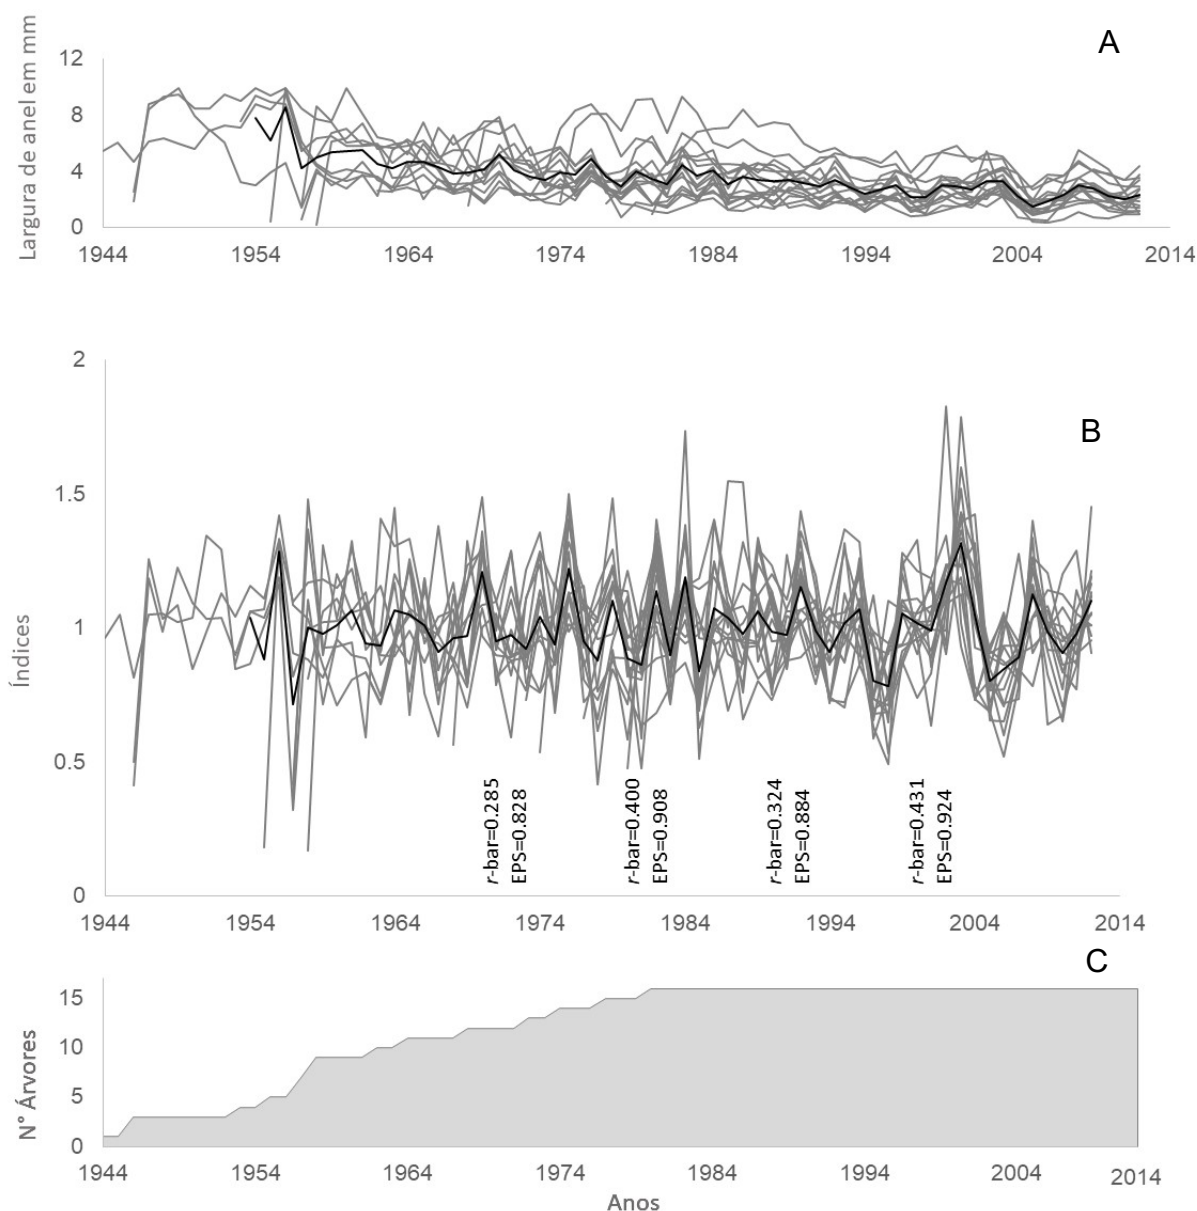 A
Largura de anel em mm
12
8
4
0
1944 1954 1964 1974 1984 1994 2004 2014
B
Índices
2
1.5
1
0.5
0
r-bar=0.285
EPS=0.828
r-bar=0.400
EPS=0.908
r-bar=0.324
EPS=0.884
r-bar=0.431
EPS=0.924
1944 1954 1964 1974 1984 1994 2004 2014
C
N° Árvores
15
10
5
0
1944 1954 1964 1974 1984 1994 2004 2014
Anos